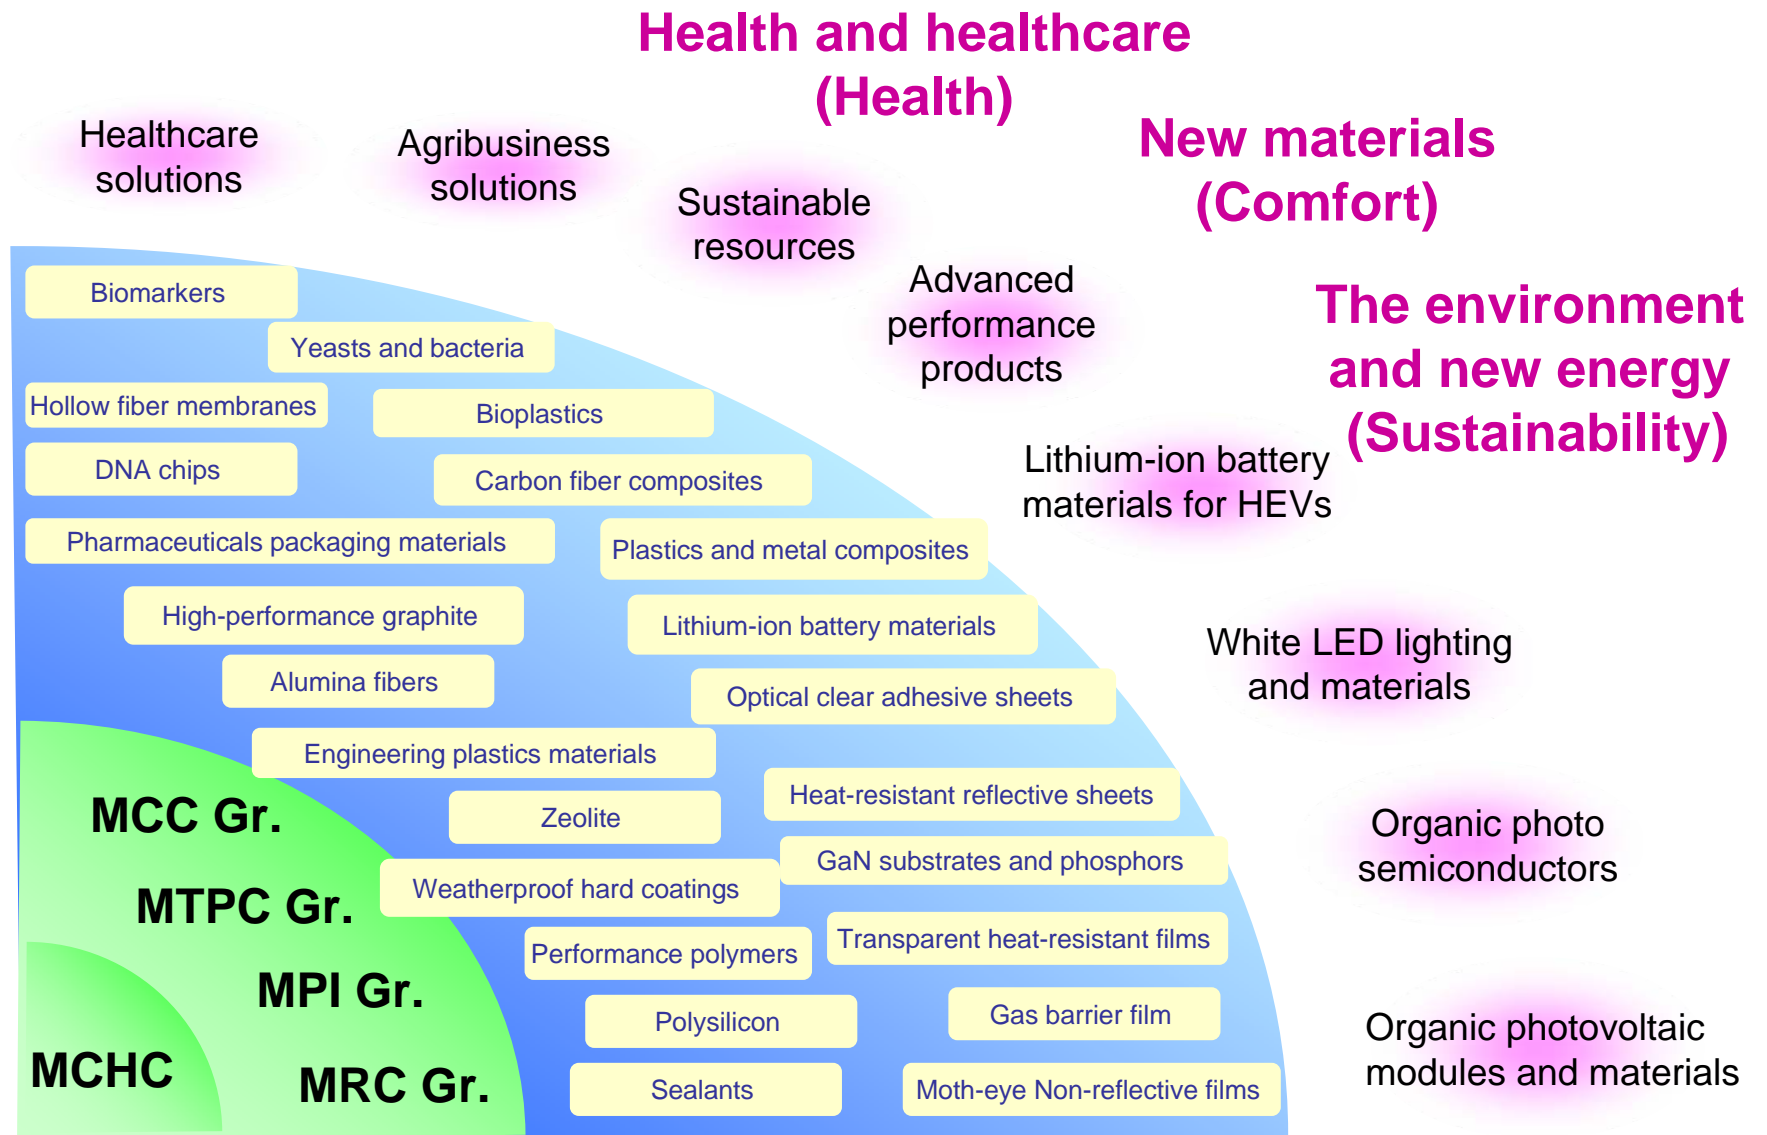 Health and healthcare
(Health)
New materials
(Comfort)
The environment
and new energy
(Sustainability)
Healthcare
solutions
Agribusiness
solutions
Sustainable
resources
Advanced
performance
products
Lithium-ion battery
materials for HEVs
White LED lighting
and materials
Organic photo
semiconductors
Organic photovoltaic
modules and materials
Biomarkers
Yeasts and bacteria
Hollow fiber membranes
Bioplastics
DNA chips
Carbon fiber composites
Pharmaceuticals packaging materials
Plastics and metal composites
High-performance graphite
Lithium-ion battery materials
Alumina fibers
Optical clear adhesive sheets
Engineering plastics materials
Heat-resistant reflective sheets
Zeolite
GaN substrates and phosphors
Weatherproof hard coatings
Transparent heat-resistant films
Performance polymers
Gas barrier film
Polysilicon
Sealants
Moth-eye Non-reflective films
MCC Gr.
MTPC Gr.
MPI Gr.
MRC Gr.
MCHC